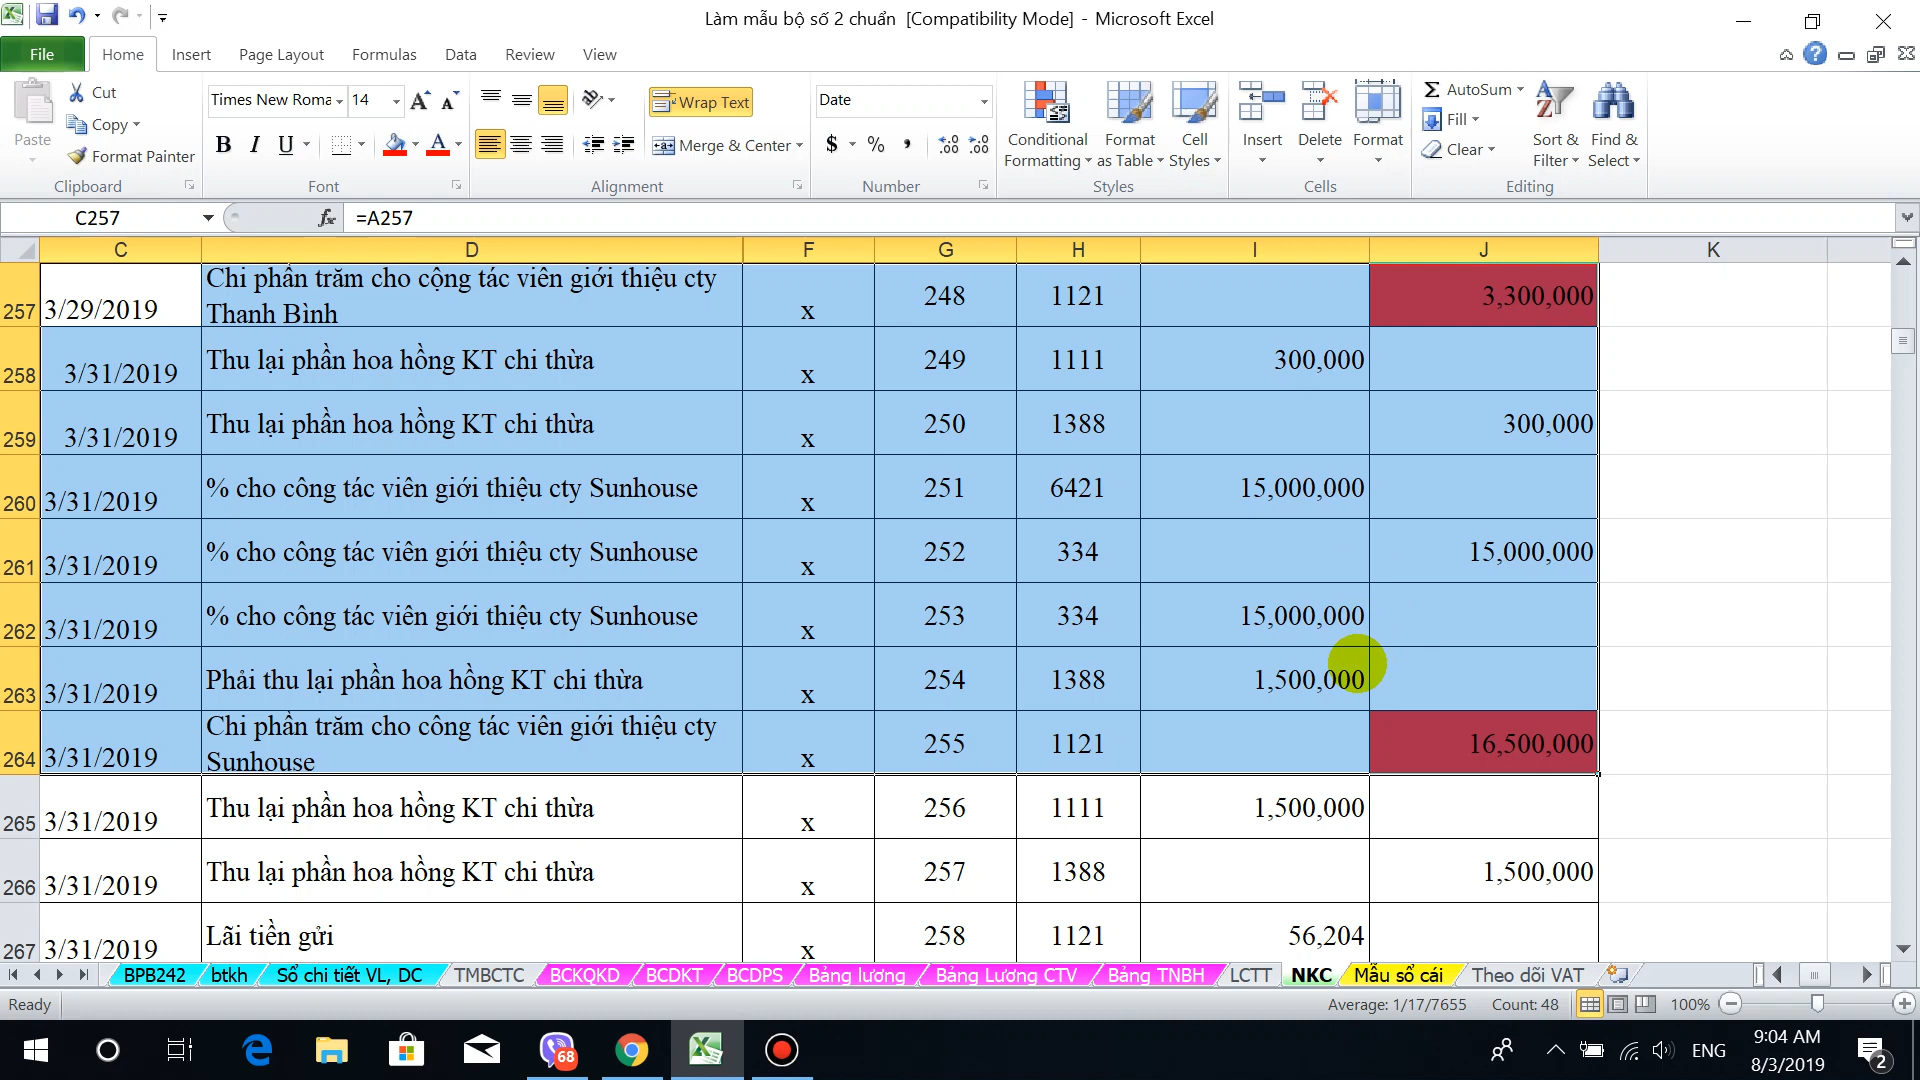 Làm mẫu bộ số 2 chuẩn [Compatibility Mode] - Microsoft Excel
File Home Insert Page Layout Formulas Data Review View
Cut
Copy
Format Painter
Paste
Clipboard
Times New Roma 14
B I U
Font
Wrap Text
Merge & Center
Alignment
Date
$ % ,
Number
Conditional Formatting
Format as Table
Cell Styles
Styles
Insert Delete Format
Cells
AutoSum
Fill
Clear
Sort & Filter
Find & Select
Editing
C257 fx =A257
C D F G H I J K
257 3/29/2019 Chi phần trăm cho cộng tác viên giới thiệu cty Thanh Bình x 248 1121 3,300,000
258 3/31/2019 Thu lại phần hoa hồng KT chi thừa x 249 1111 300,000
259 3/31/2019 Thu lại phần hoa hồng KT chi thừa x 250 1388 300,000
260 3/31/2019 % cho công tác viên giới thiệu cty Sunhouse x 251 6421 15,000,000
261 3/31/2019 % cho công tác viên giới thiệu cty Sunhouse x 252 334 15,000,000
262 3/31/2019 % cho công tác viên giới thiệu cty Sunhouse x 253 334 15,000,000
263 3/31/2019 Phải thu lại phần hoa hồng KT chi thừa x 254 1388 1,500,000
264 3/31/2019 Chi phần trăm cho công tác viên giới thiệu cty Sunhouse x 255 1121 16,500,000
265 3/31/2019 Thu lại phần hoa hồng KT chi thừa x 256 1111 1,500,000
266 3/31/2019 Thu lại phần hoa hồng KT chi thừa x 257 1388 1,500,000
267 3/31/2019 Lãi tiền gửi x 258 1121 56,204
BPB242 btkh Sổ chi tiết VL, DC TMBCTC BCKQKD BCDKT BCDPS Bảng lương Bảng Lương CTV Bảng TNBH LCTT NKC Mẫu sổ cái Theo dõi VAT
Ready Average: 1/17/7655 Count: 48 100%
68 ENG 9:04 AM
8/3/2019 2